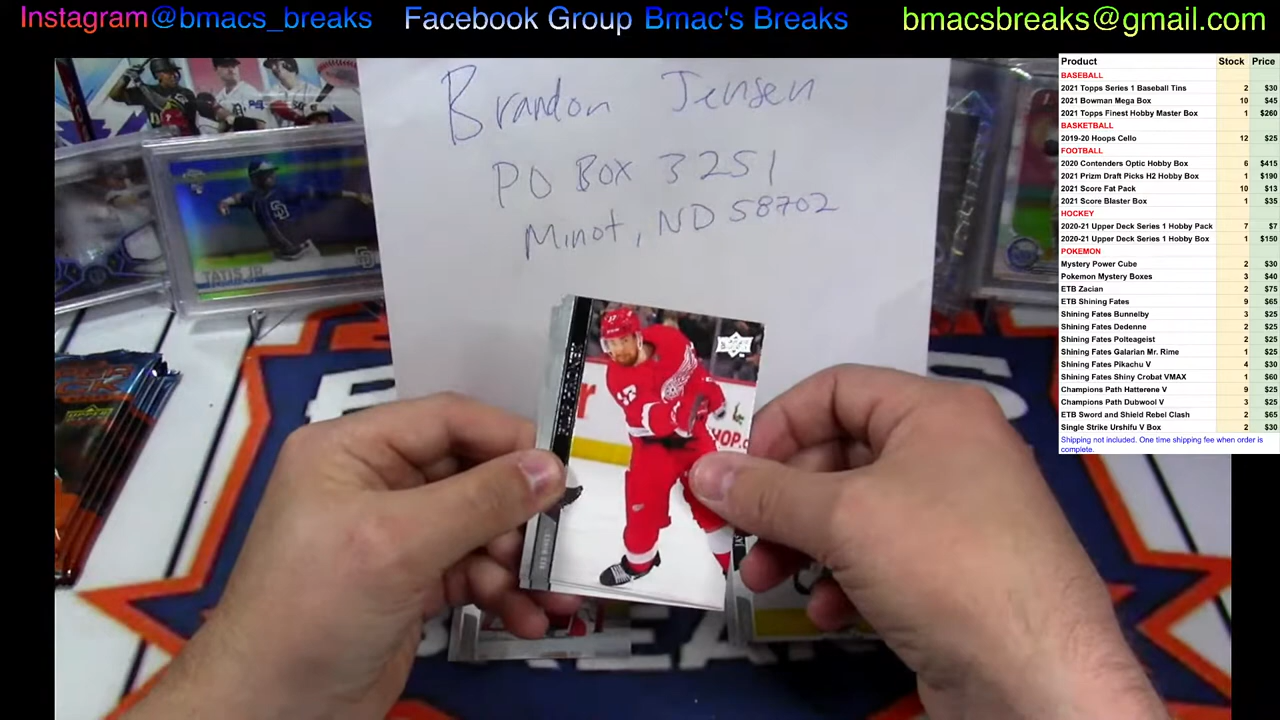 Instagram@bmacs_breaks Facebook Group Bmac's Breaks bmacsbreaks@gmail.com
Brandon Jensen
PO Box 3251
Minot, ND 58702
TATIS JR.
SD
UPPER DECK
Product Stock Price
BASEBALL
2021 Topps Series 1 Baseball Tins 2 $30
2021 Bowman Mega Box 10 $45
2021 Topps Finest Hobby Master Box 1 $260
BASKETBALL
2019-20 Hoops Cello 12 $25
FOOTBALL
2020 Contenders Optic Hobby Box 6 $415
2021 Prizm Draft Picks H2 Hobby Box 1 $190
2021 Score Fat Pack 10 $13
2021 Score Blaster Box 1 $35
HOCKEY
2020-21 Upper Deck Series 1 Hobby Pack 7 $7
2020-21 Upper Deck Series 1 Hobby Box 1 $150
POKEMON
Mystery Power Cube 2 $30
Pokemon Mystery Boxes 3 $40
ETB Zacian 2 $75
ETB Shining Fates 9 $65
Shining Fates Bunnelby 3 $25
Shining Fates Dedenne 2 $25
Shining Fates Polteageist 2 $25
Shining Fates Galarian Mr. Rime 1 $25
Shining Fates Pikachu V 4 $30
Shining Fates Shiny Crobat VMAX 1 $60
Champions Path Hatterene V 9 $25
Champions Path Dubwool V 3 $25
ETB Sword and Shield Rebel Clash 2 $65
Single Strike Urshifu V Box 2 $30
Shipping not included. One time shipping fee when order is
complete.